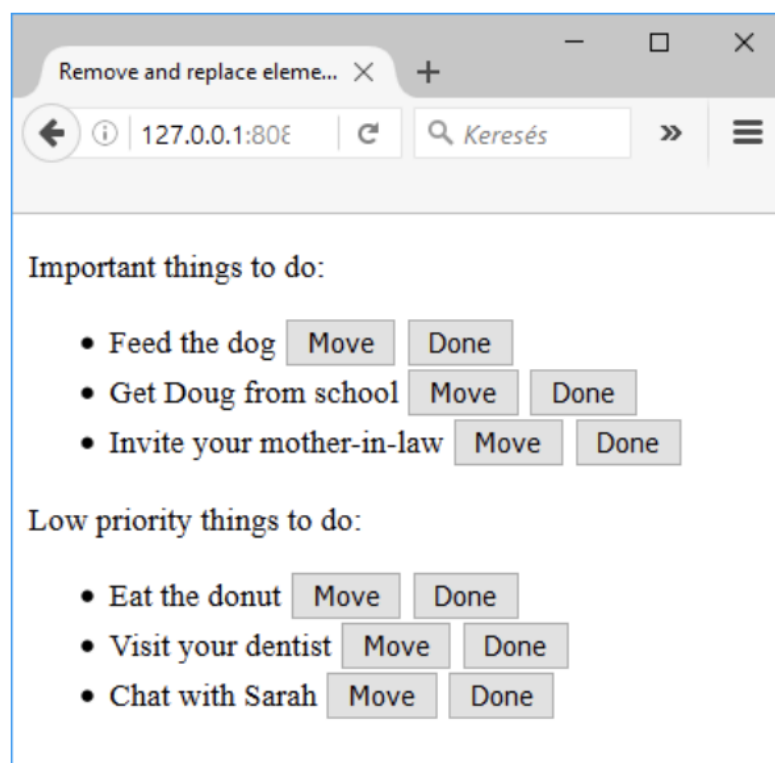 Remove and replace eleme...
127.0.0.1:808
Keresés
Important things to do:
Feed the dog Move Done
Get Doug from school Move Done
Invite your mother-in-law Move Done
Low priority things to do:
Eat the donut Move Done
Visit your dentist Move Done
Chat with Sarah Move Done